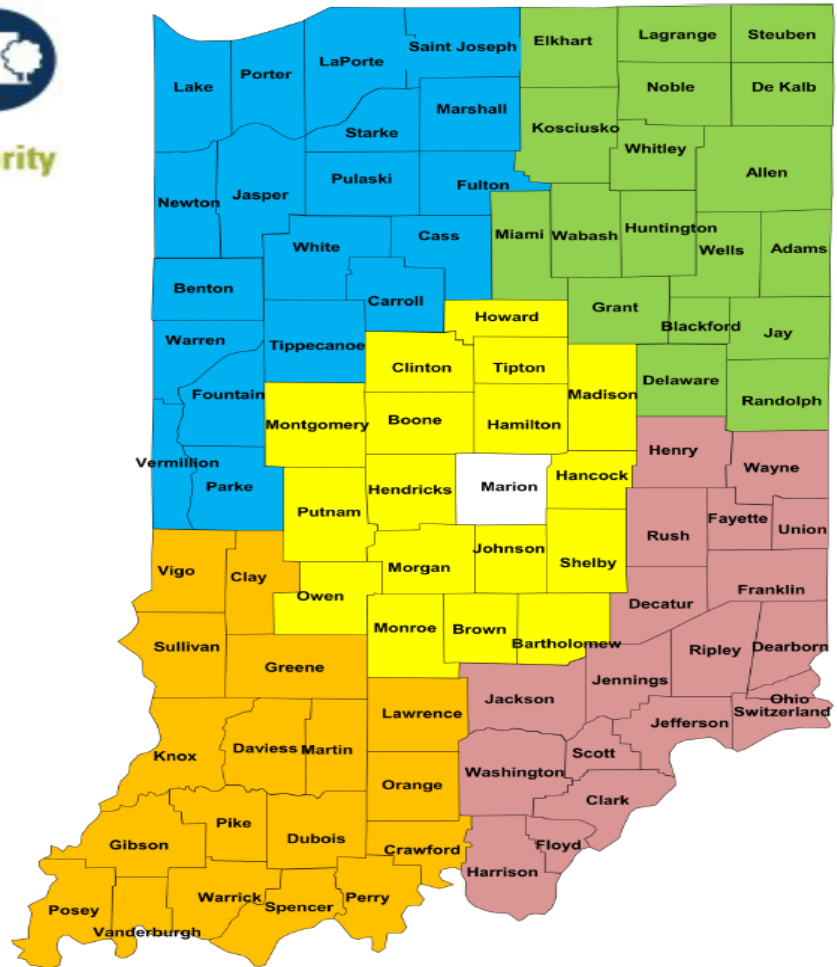 Saint Joseph
Elkhart
Lagrange
Steuben
LaPorte
Porter
Lake
Noble
De Kalb
Marshall
Starke
Kosciusko
Whitley
rity
Allen
Pulaski
Fulton
Jasper
Newton
Miami
Wabash
Huntington
Wells
Adams
White
Cass
Benton
Carroll
Howard
Grant
Blackford
Jay
Warren
Tippecanoe
Clinton
Tipton
Madison
Delaware
Randolph
Fountain
Montgomery
Boone
Hamilton
Henry
Wayne
Vermillion
Parke
Hendricks
Marion
Hancock
Putnam
Fayette
Union
Rush
Johnson
Shelby
Vigo
Clay
Morgan
Franklin
Owen
Decatur
Monroe
Brown
Bartholomew
Sullivan
Greene
Ripley
Dearborn
Jennings
Jackson
Ohio
Switzerland
Lawrence
Jefferson
Knox
Daviess
Martin
Scott
Washington
Orange
Clark
Pike
Gibson
Dubois
Crawford
Floyd
Harrison
Warrick
Perry
Spencer
Posey
Vanderburgh